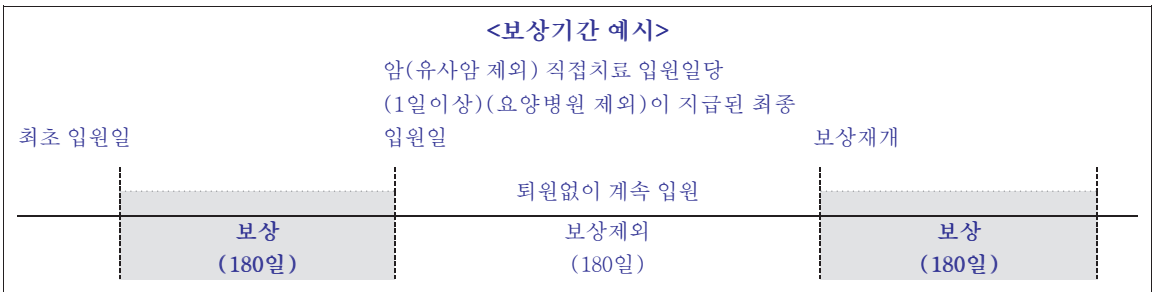 <보상기간 예시>
암(유사암 제외) 직접치료 입원일당
(1일이상)(요양병원 제외)이 지급된 최종
최초 입원일 입원일 보상재개
퇴원없이 계속 입원
보상 보상제외 보상
(180일) (180일) (180일)